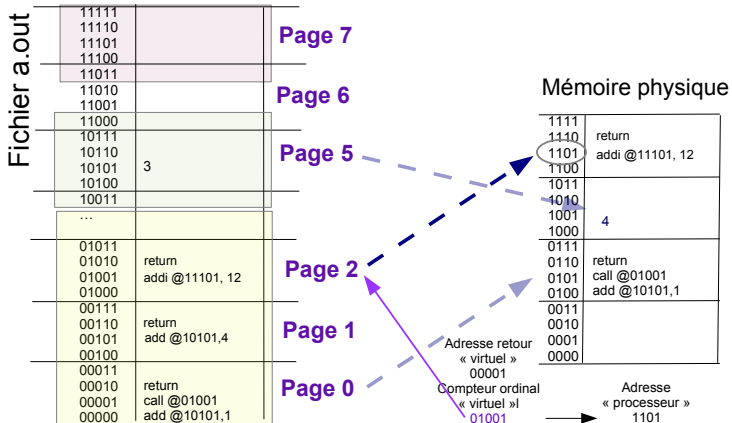 Fichier a.out
11111
11110
11101
11100
Page 7
11011
11010
11001
11000
Page 6
10111
10110
10101 3
10100
Page 5
10011
...
01011
01010 return
01001 addi @11101, 12
01000
Page 2
00111
00110 return
00101 add @10101,4
00100
Page 1
00011
00010 return
00001 call @01001
00000 add @10101,1
Page 0
Mémoire physique
1111
1110 return
1101 addi @11101, 12
1100
1011
1010
1001 4
1000
0111
0110 return
0101 call @01001
0100 add @10101,1
0011
0010
0001
0000
Adresse retour
« virtuel »
00001
Compteur ordinal
« virtuel »l
01001
Adresse
« processeur »
1101